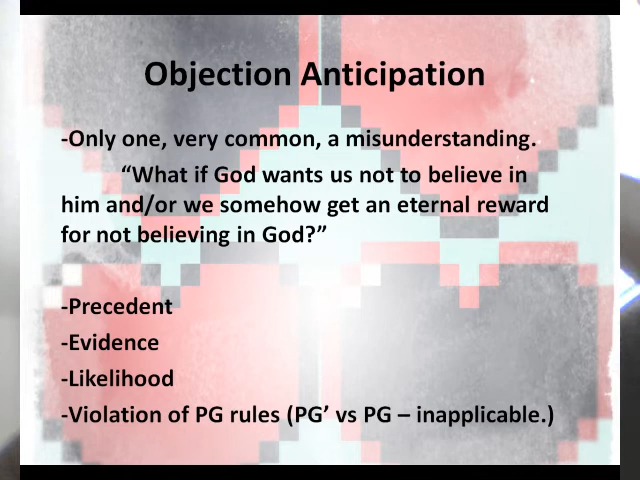 Objection Anticipation
-Only one, very common, a misunderstanding.
“What if God wants us not to believe in
him and/or we somehow get an eternal reward
for not believing in God?”
-Precedent
-Evidence
-Likelihood
-Violation of PG rules (PG’ vs PG – inapplicable.)